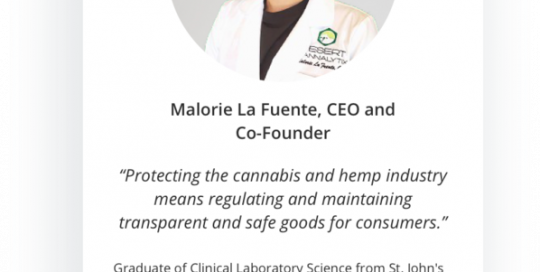 ESERT
ANNALYTIX
Malorie La Fuente, CEO and
Co-Founder
“Protecting the cannabis and hemp industry
means regulating and maintaining
transparent and safe goods for consumers.”
Graduate of Clinical Laboratory Science from St. John's